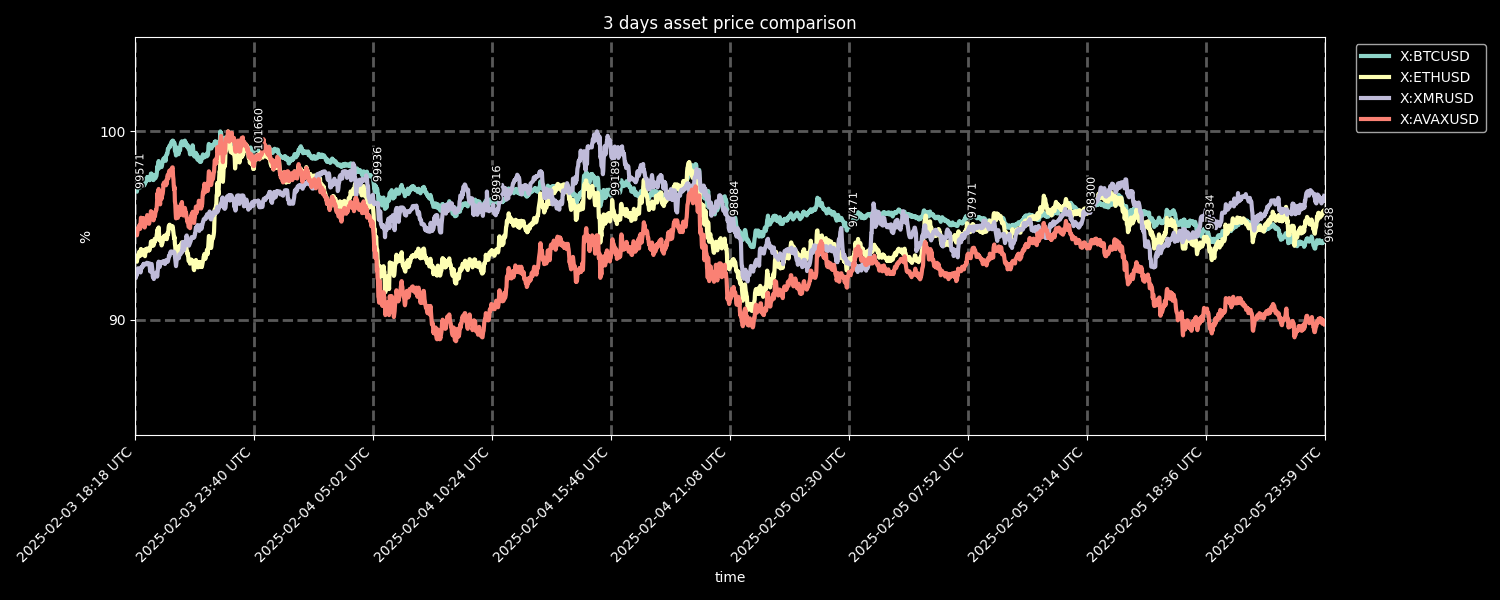 3 days asset price comparison
X:BTCUSD
X:ETHUSD
X:XMRUSD
X:AVAXUSD
%
100
90
99571
101660
99936
98916
99189
98084
97471
97971
98300
97334
96638
2025-02-03 18:18 UTC
2025-02-03 23:40 UTC
2025-02-04 05:02 UTC
2025-02-04 10:24 UTC
2025-02-04 15:46 UTC
2025-02-04 21:08 UTC
2025-02-05 02:30 UTC
2025-02-05 07:52 UTC
2025-02-05 13:14 UTC
2025-02-05 18:36 UTC
2025-02-05 23:59 UTC
time